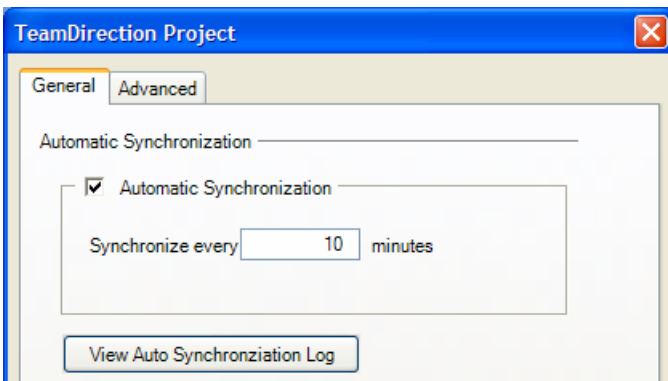 TeamDirection Project
General Advanced
Automatic Synchronization
Automatic Synchronization
Synchronize every 10 minutes
View Auto Synchronziation Log